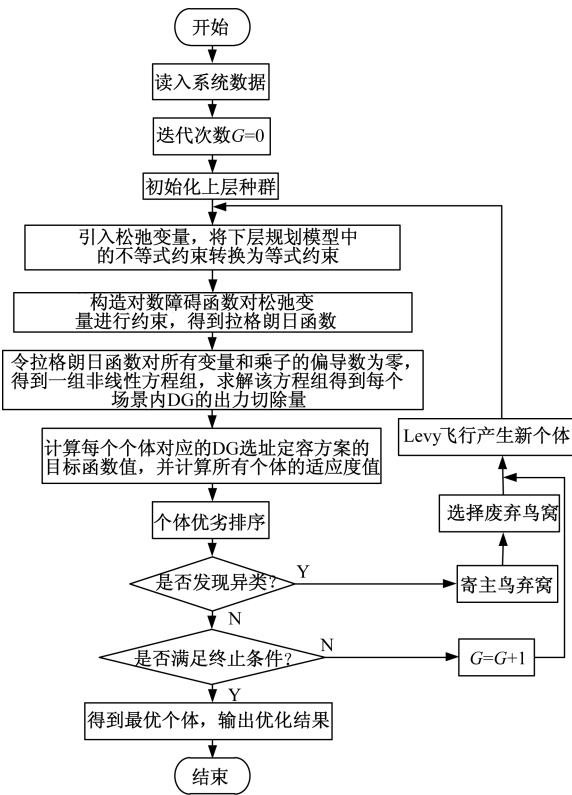 开始
读入系统数据
迭代次数G=0
初始化上层种群
引入松弛变量，将下层规划模型中
的不等式约束转换为等式约束
构造对数障碍函数对松弛变
量进行约束，得到拉格朗日函数
令拉格朗日函数对所有变量和乘子的偏导数为零，
得到一组非线性方程组，求解该方程组得到每个
场景内DG的出力切除量
计算每个个体对应的DG选址定容方案的
目标函数值，并计算所有个体的适应度值
个体优劣排序
是否发现异类？
Y
N
是否满足终止条件？
N
Y
得到最优个体，输出优化结果
结束
Levy飞行产生新个体
选择废弃鸟窝
寄主鸟弃窝
G=G+1